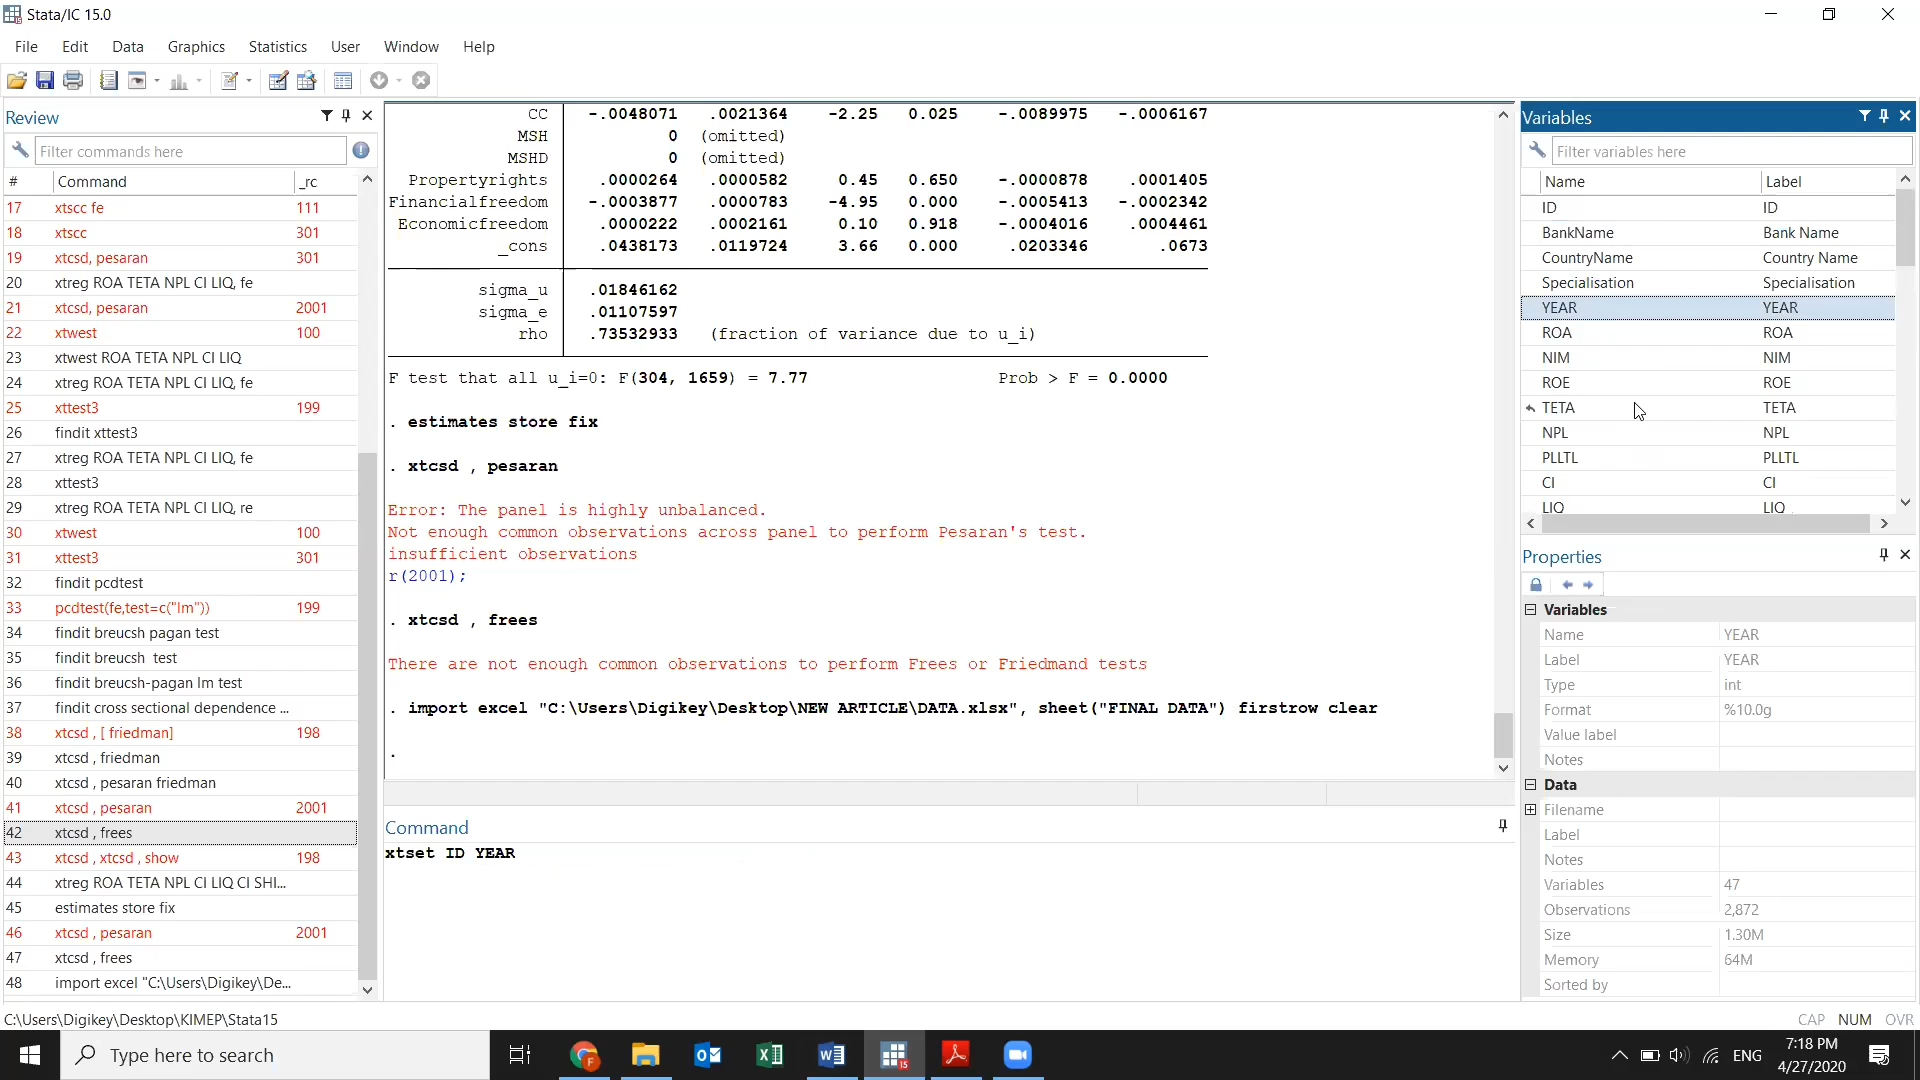 Stata/IC 15.0
File Edit Data Graphics Statistics User Window Help
Review
Filter commands here
# Command _rc
17 xtscc fe 111
18 xtscc 301
19 xtcsd, pesaran 301
20 xtreg ROA TETA NPL CI LIQ, fe
21 xtcsd, pesaran 2001
22 xtwest 100
23 xtwest ROA TETA NPL CI LIQ
24 xtreg ROA TETA NPL CI LIQ, fe
25 xttest3 199
26 findit xttest3
27 xtreg ROA TETA NPL CI LIQ, fe
28 xttest3
29 xtreg ROA TETA NPL CI LIQ, re
30 xtwest 100
31 xttest3 301
32 findit pcdtest
33 pcdtest(fe,test=c("lm")) 199
34 findit breucsh pagan test
35 findit breucsh test
36 findit breucsh-pagan lm test
37 findit cross sectional dependence ...
38 xtcsd , [ friedman] 198
39 xtcsd , friedman
40 xtcsd , pesaran friedman
41 xtcsd , pesaran 2001
42 xtcsd , frees
43 xtcsd , xtcsd , show 198
44 xtreg ROA TETA NPL CI LIQ CI SHI...
45 estimates store fix
46 xtcsd , pesaran 2001
47 xtcsd , frees
48 import excel "C:\Users\Digikey\De...
CC -.0048071 .0021364 -2.25 0.025 -.0089975 -.0006167
MSH 0 (omitted)
MSHD 0 (omitted)
Propertyrights .0000264 .0000582 0.45 0.650 -.0000878 .0001405
Financialfreedom -.0003877 .0000783 -4.95 0.000 -.0005413 -.0002342
Economicfreedom .0000222 .0002161 0.10 0.918 -.0004016 .0004461
_cons .0438173 .0119724 3.66 0.000 .0203346 .0673
sigma_u .01846162
sigma_e .01107597
rho .73532933 (fraction of variance due to u_i)
F test that all u_i=0: F(304, 1659) = 7.77 Prob > F = 0.0000
. estimates store fix
. xtcsd , pesaran
Error: The panel is highly unbalanced.
Not enough common observations across panel to perform Pesaran's test.
insufficient observations
r(2001);
. xtcsd , frees
There are not enough common observations to perform Frees or Friedmand tests
. import excel "C:\Users\Digikey\Desktop\NEW ARTICLE\DATA.xlsx", sheet("FINAL DATA") firstrow clear
.
Command
xtset ID YEAR
Variables
Filter variables here
Name Label
ID ID
BankName Bank Name
CountryName Country Name
Specialisation Specialisation
YEAR YEAR
ROA ROA
NIM NIM
ROE ROE
TETA TETA
NPL NPL
PLLTL PLLTL
CI CI
LIQ LIQ
Properties
Variables
Name YEAR
Label YEAR
Type int
Format %10.0g
Value label
Notes
Data
Filename
Label
Notes
Variables 47
Observations 2,872
Size 1.30M
Memory 64M
Sorted by
C:\Users\Digikey\Desktop\KIMEP\Stata15
CAP NUM OVR
Type here to search
ENG
7:18 PM
4/27/2020